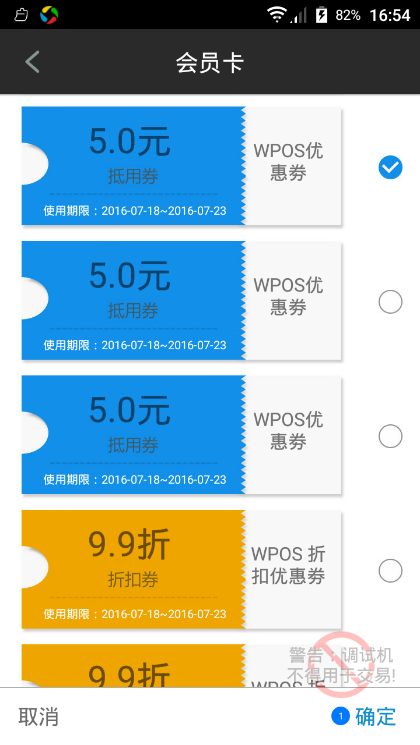 82% 16:54
会员卡
5.0元
抵用券
使用期限：2016-07-18~2016-07-23
WPOS优
惠券
5.0元
抵用券
使用期限：2016-07-18~2016-07-23
WPOS优
惠券
5.0元
抵用券
使用期限：2016-07-18~2016-07-23
WPOS优
惠券
9.9折
折扣券
使用期限：2016-07-18~2016-07-23
WPOS 折
扣优惠券
9.9折
WPOS 折
警告：调试机
不得用于交易!
取消
1 确定